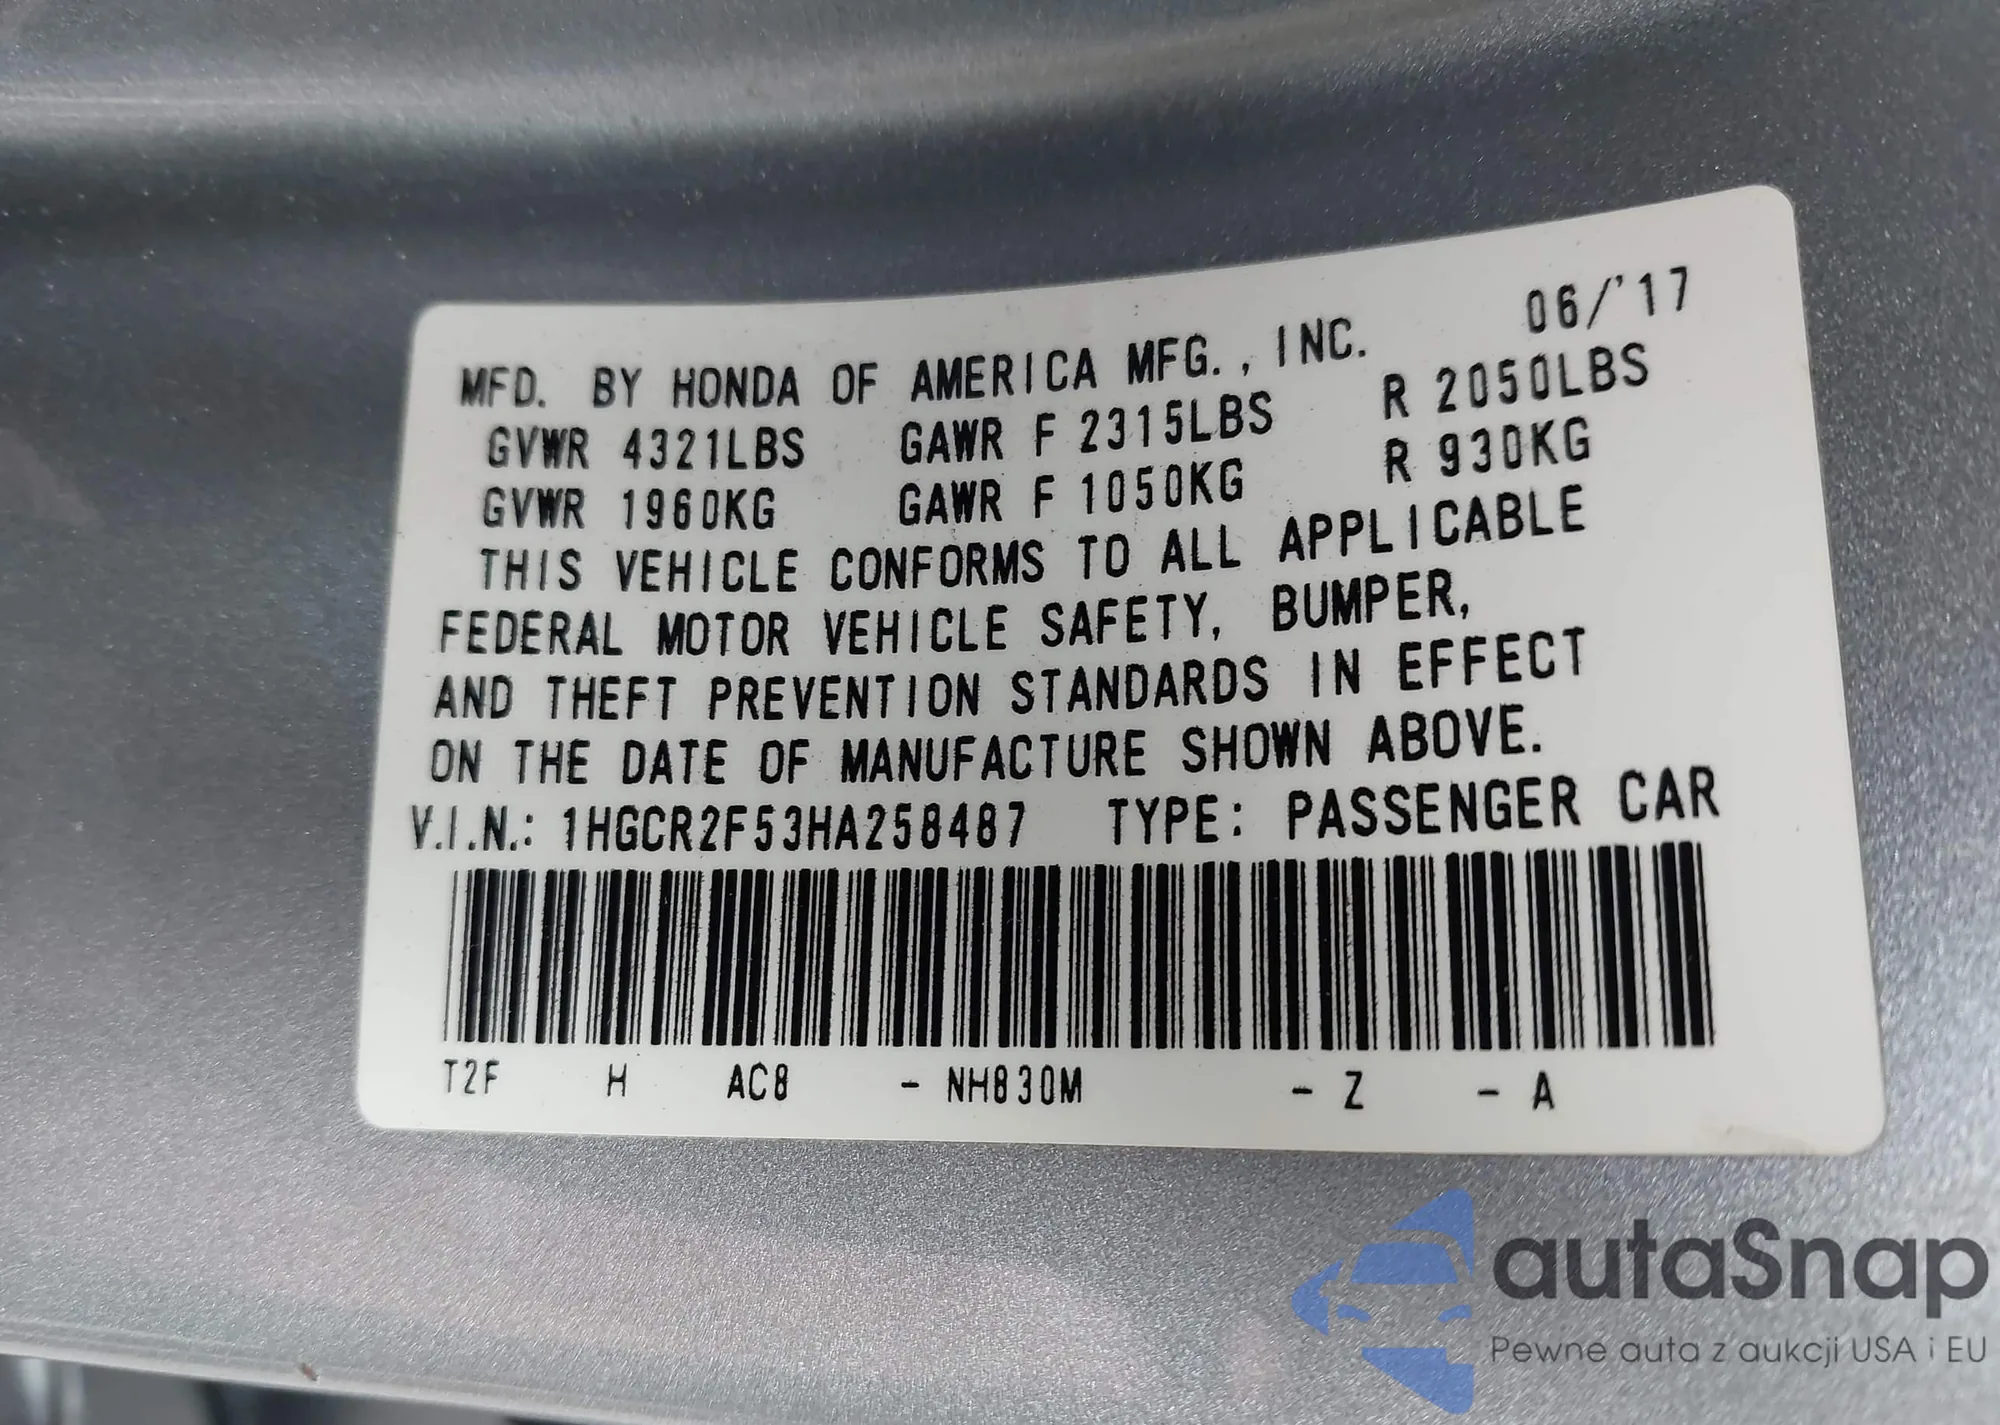 MFD. BY HONDA OF AMERICA MFG., INC. 06/'17
GVWR 4321LBS GAWR F 2315LBS R 2050LBS
GVWR 1960KG GAWR F 1050KG R 930KG
THIS VEHICLE CONFORMS TO ALL APPLICABLE
FEDERAL MOTOR VEHICLE SAFETY, BUMPER,
AND THEFT PREVENTION STANDARDS IN EFFECT
ON THE DATE OF MANUFACTURE SHOWN ABOVE.
V.I.N.: 1HGCR2F53HA258487 TYPE: PASSENGER CAR
T2F H AC8 - NH830M - Z - A
autaSnap
Pewne auta z aukcji USA i EU